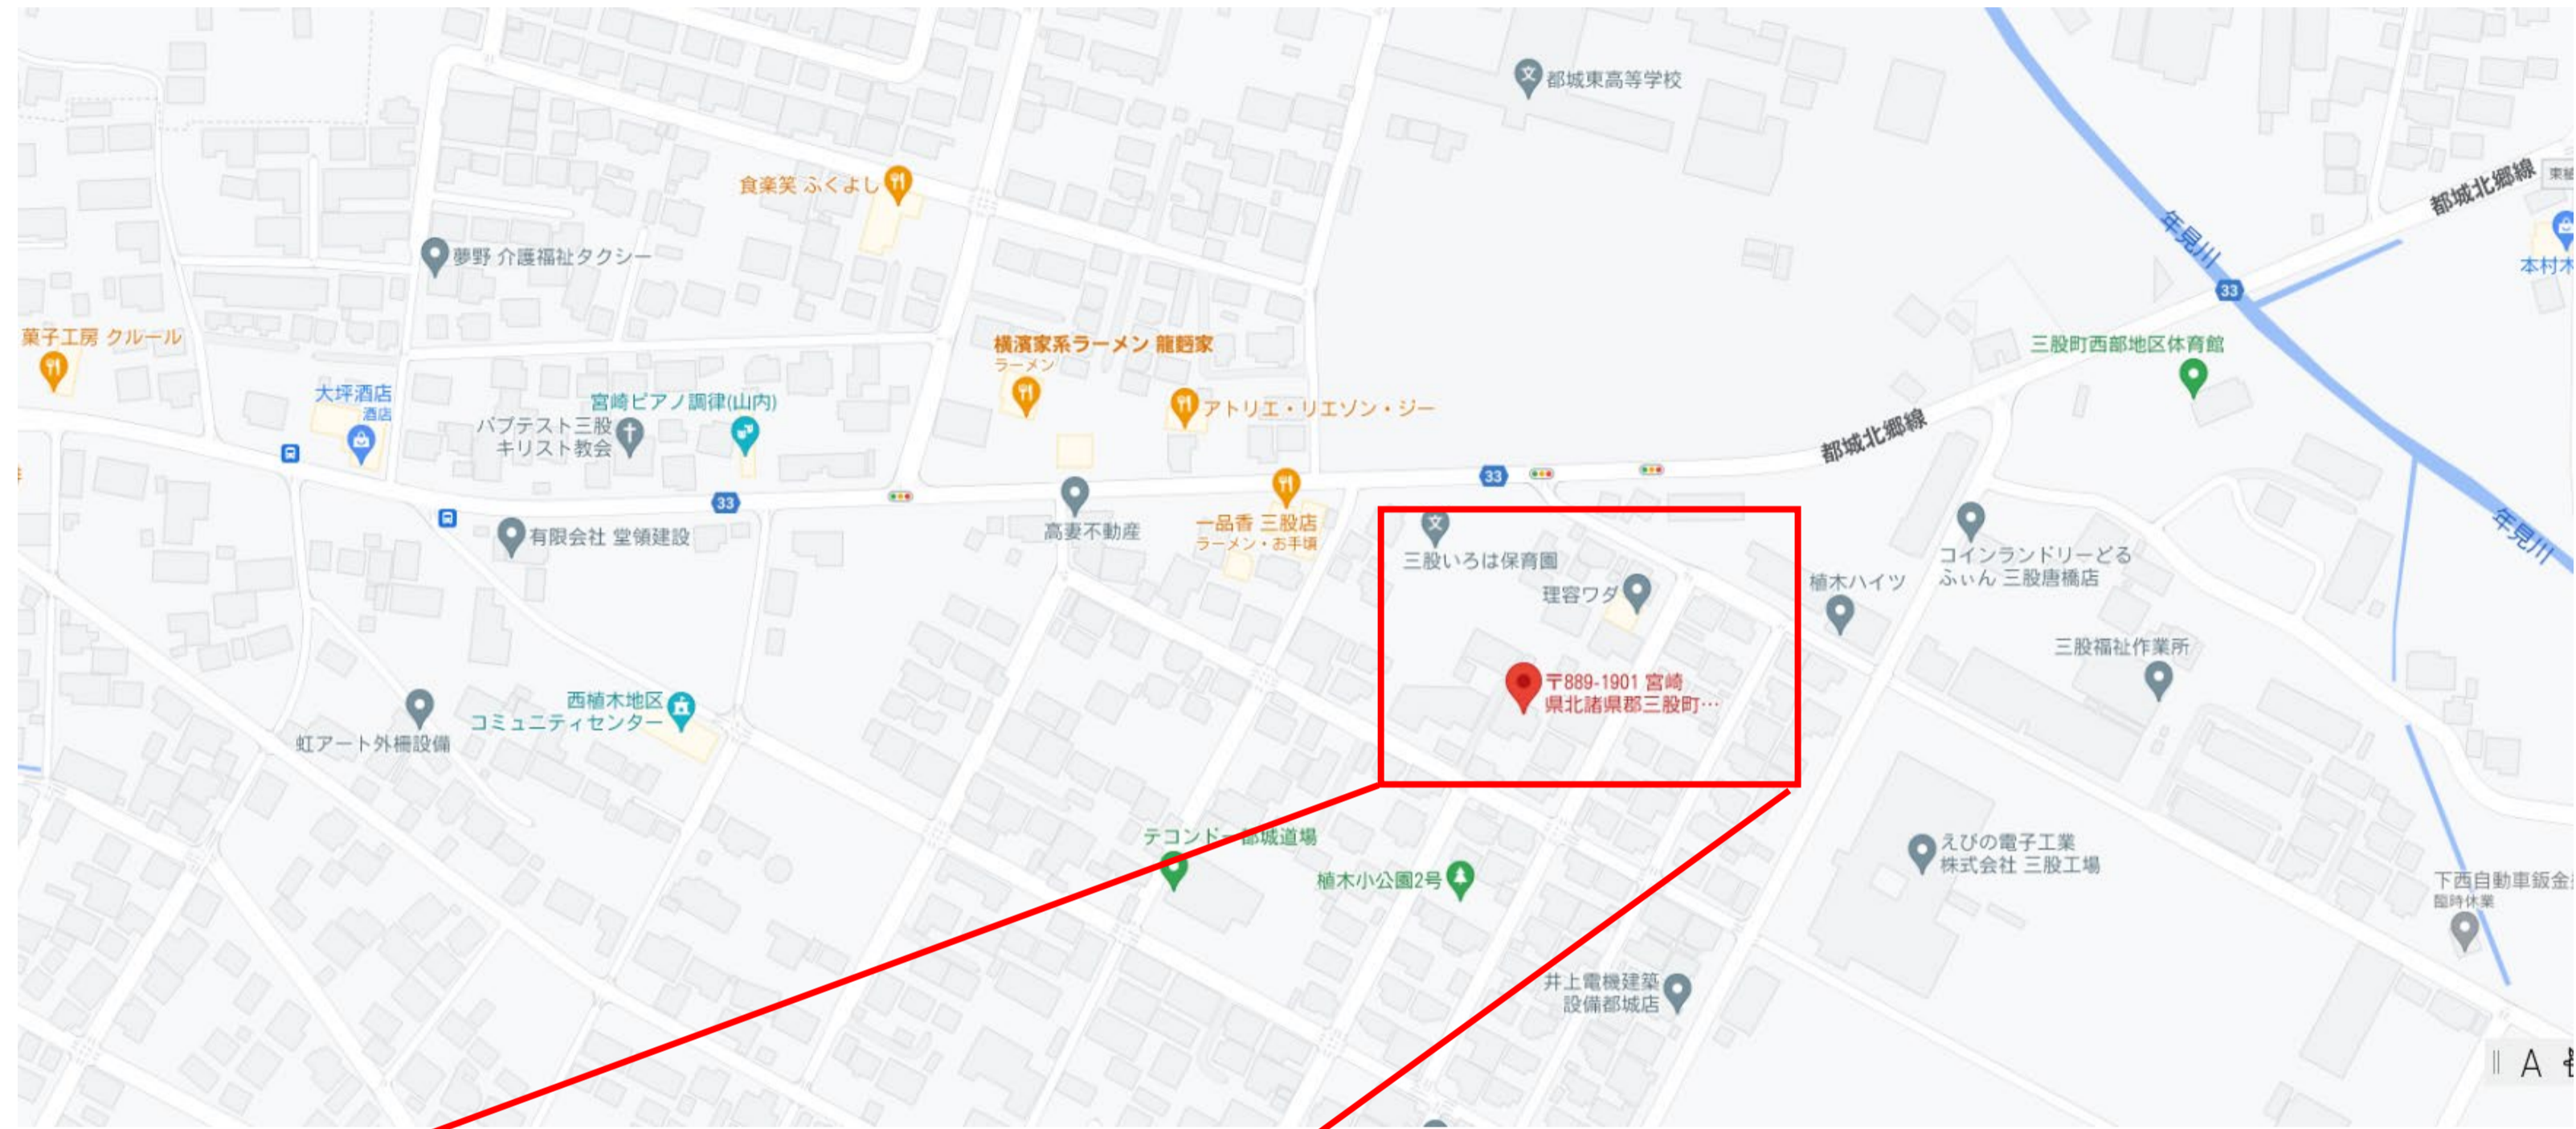 都城東高等学校
食楽笑 ふくよし
都城北郷線
年見川
夢野 介護福祉タクシー
33
菓子工房 クルール
横濱家系ラーメン 龍麪家
ラーメン
三股町西部地区体育館
大坪酒店
酒店
宮崎ピアノ調律(山内)
アトリエ・リエゾン・ジー
バプテスト三股
キリスト教会
都城北郷線
33
33
有限会社 堂領建設
高妻不動産
一品香 三股店
ラーメン・お手頃
三股いろは保育園
コインランドリーどる
ふぃん 三股唐橋店
年見川
理容ワダ
植木ハイツ
三股福祉作業所
〒889-1901 宮崎
県北諸県郡三股町…
西植木地区
コミュニティセンター
虹アート外柵設備
テコンドー都城道場
植木小公園2号
えびの電子工業
株式会社 三股工場
下西自動車鈑金
臨時休業
井上電機建築
設備都城店
A